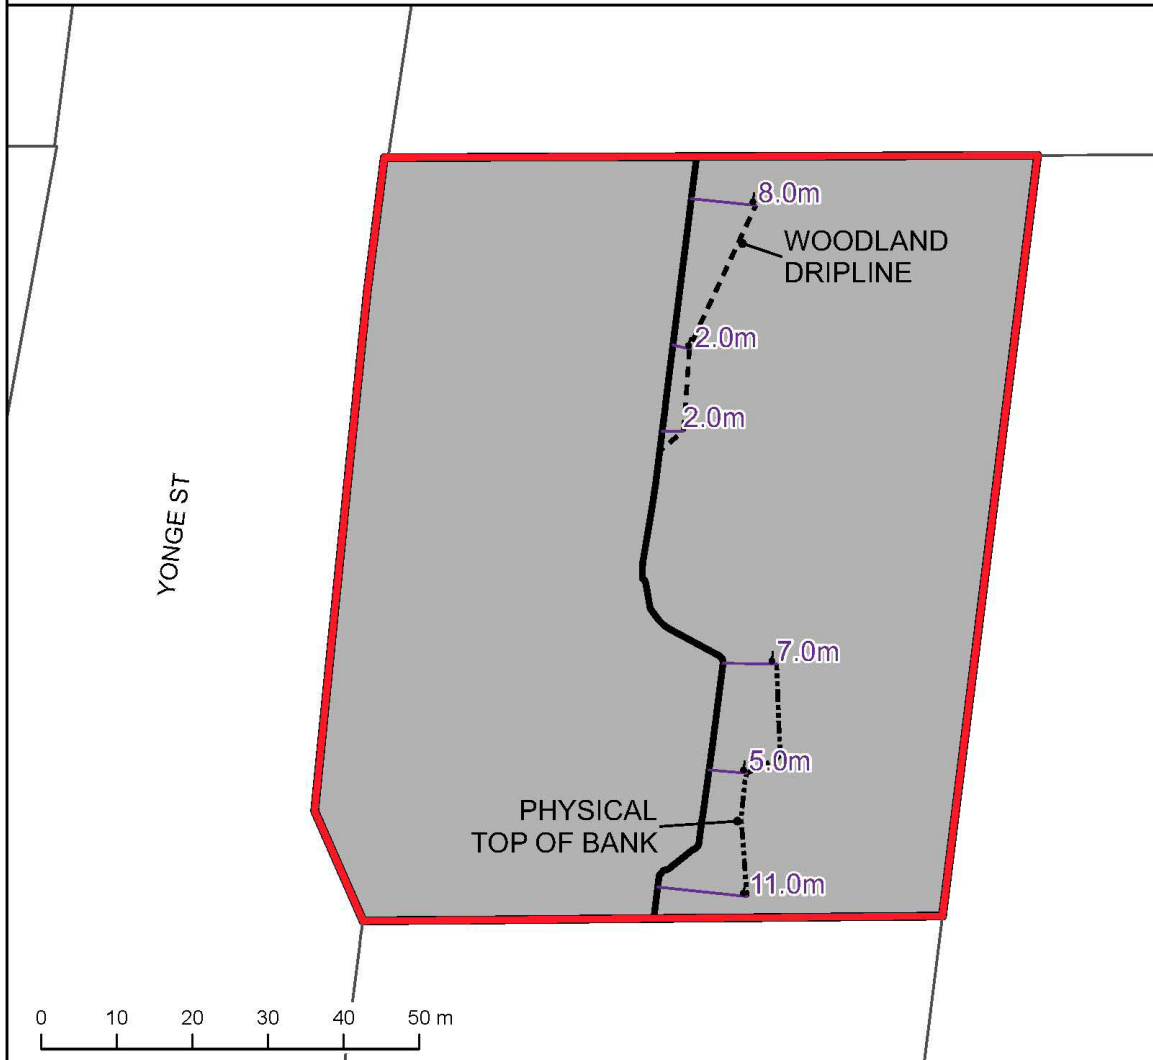 8.0m
WOODLAND
DRIPLINE
2.0m
2.0m
YONGE ST
7.0m
5.0m
PHYSICAL
TOP OF BANK
11.0m
0 10 20 30 40 50 m